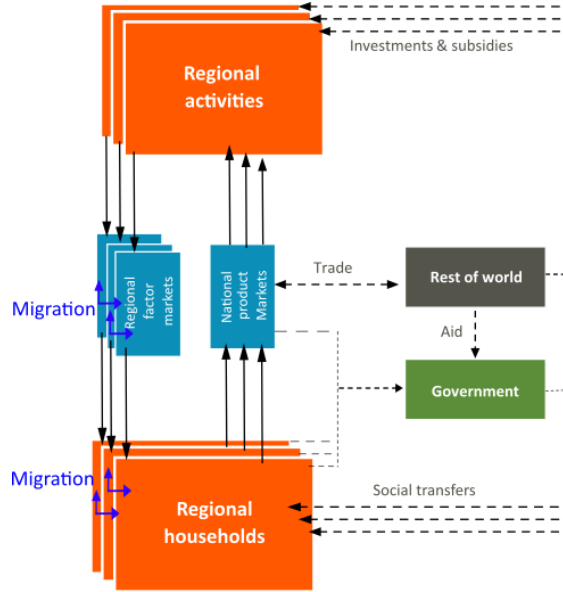 Investments & subsidies
Regional
activities
Regional
factor
markets
National
product
Markets
Trade
Rest of world
Migration
Aid
Government
Migration
Social transfers
Regional
households